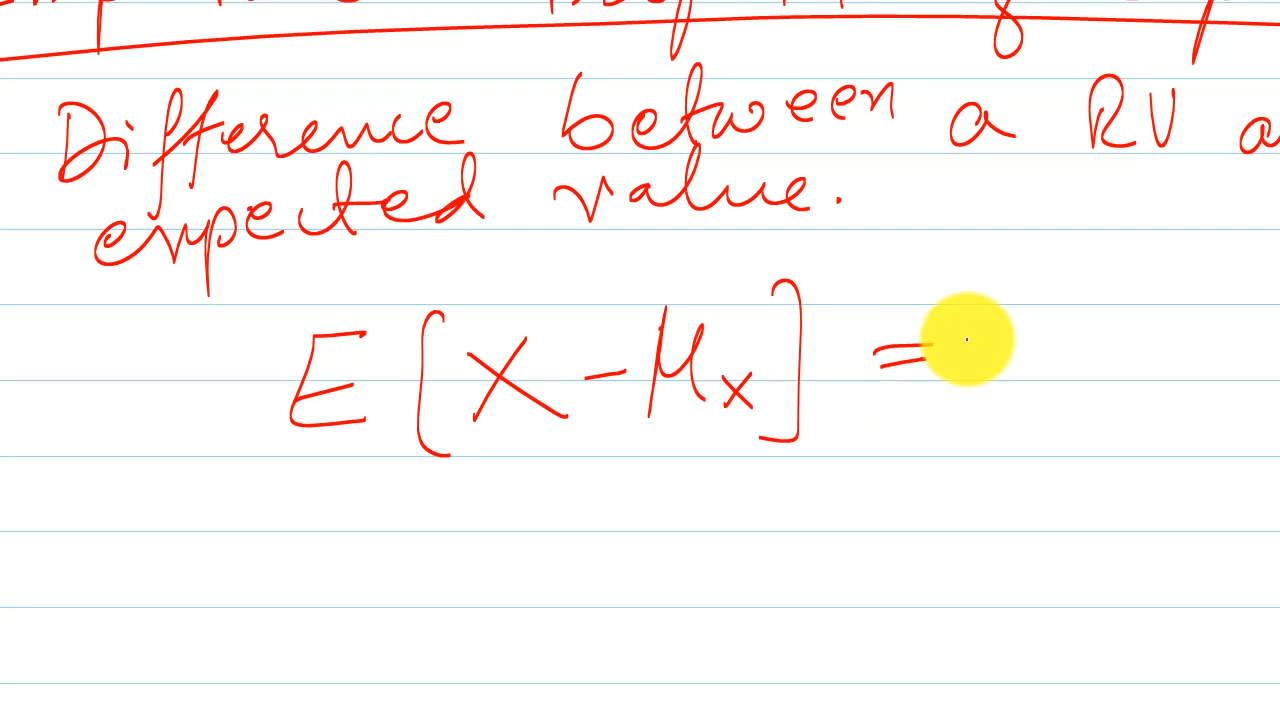 Difference between a RV
expected value.
E[X-μx] =